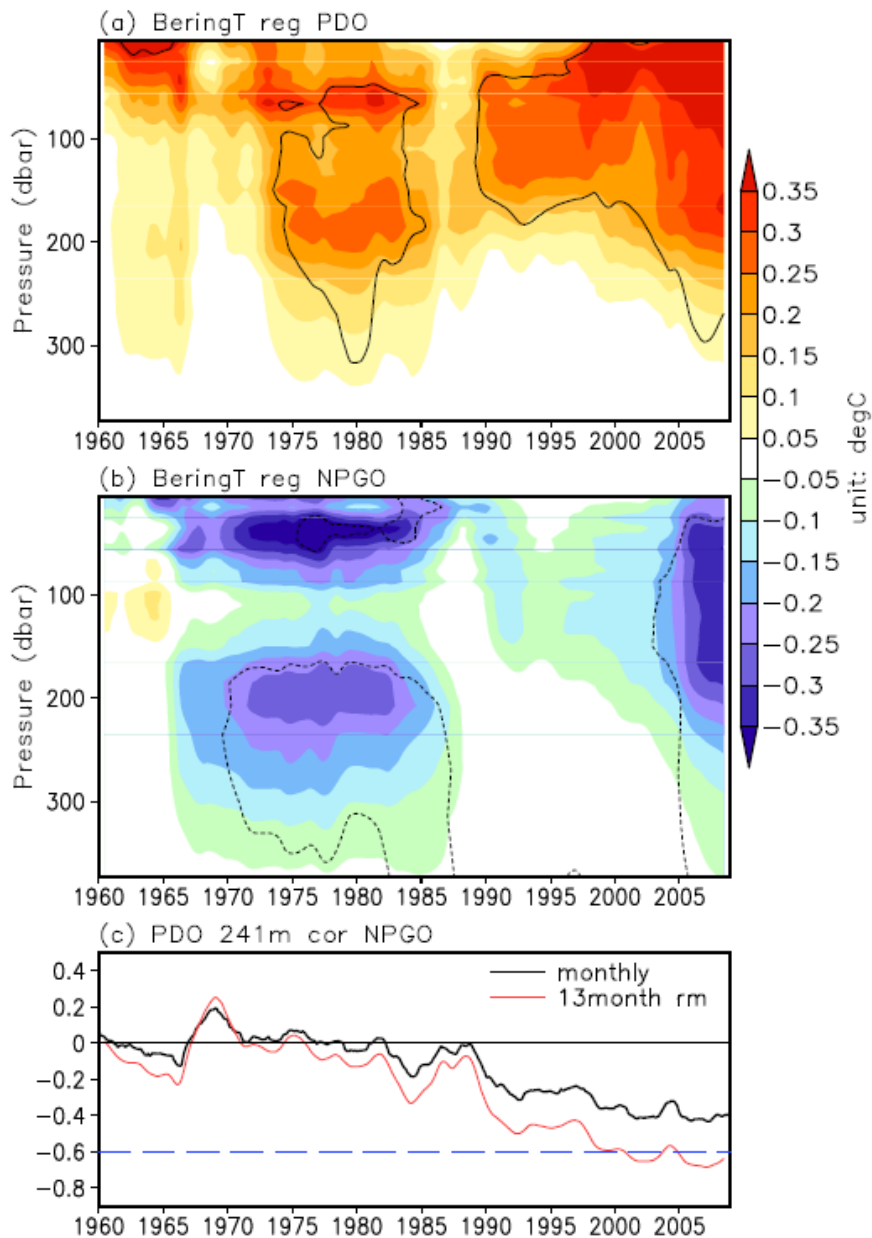 (a) BeringT reg PDO
Pressure (dbar)
100
200
300
1960 1965 1970 1975 1980 1985 1990 1995 2000 2005
(b) BeringT reg NPGO
Pressure (dbar)
100
200
300
1960 1965 1970 1975 1980 1985 1990 1995 2000 2005
0.35
0.3
0.25
0.2
0.15
0.1
0.05
-0.05
-0.1
-0.15
-0.2
-0.25
-0.3
-0.35
unit: degC
(c) PDO 241m cor NPGO
monthly
13month rm
0.4
0.2
0
-0.2
-0.4
-0.6
-0.8
1960 1965 1970 1975 1980 1985 1990 1995 2000 2005